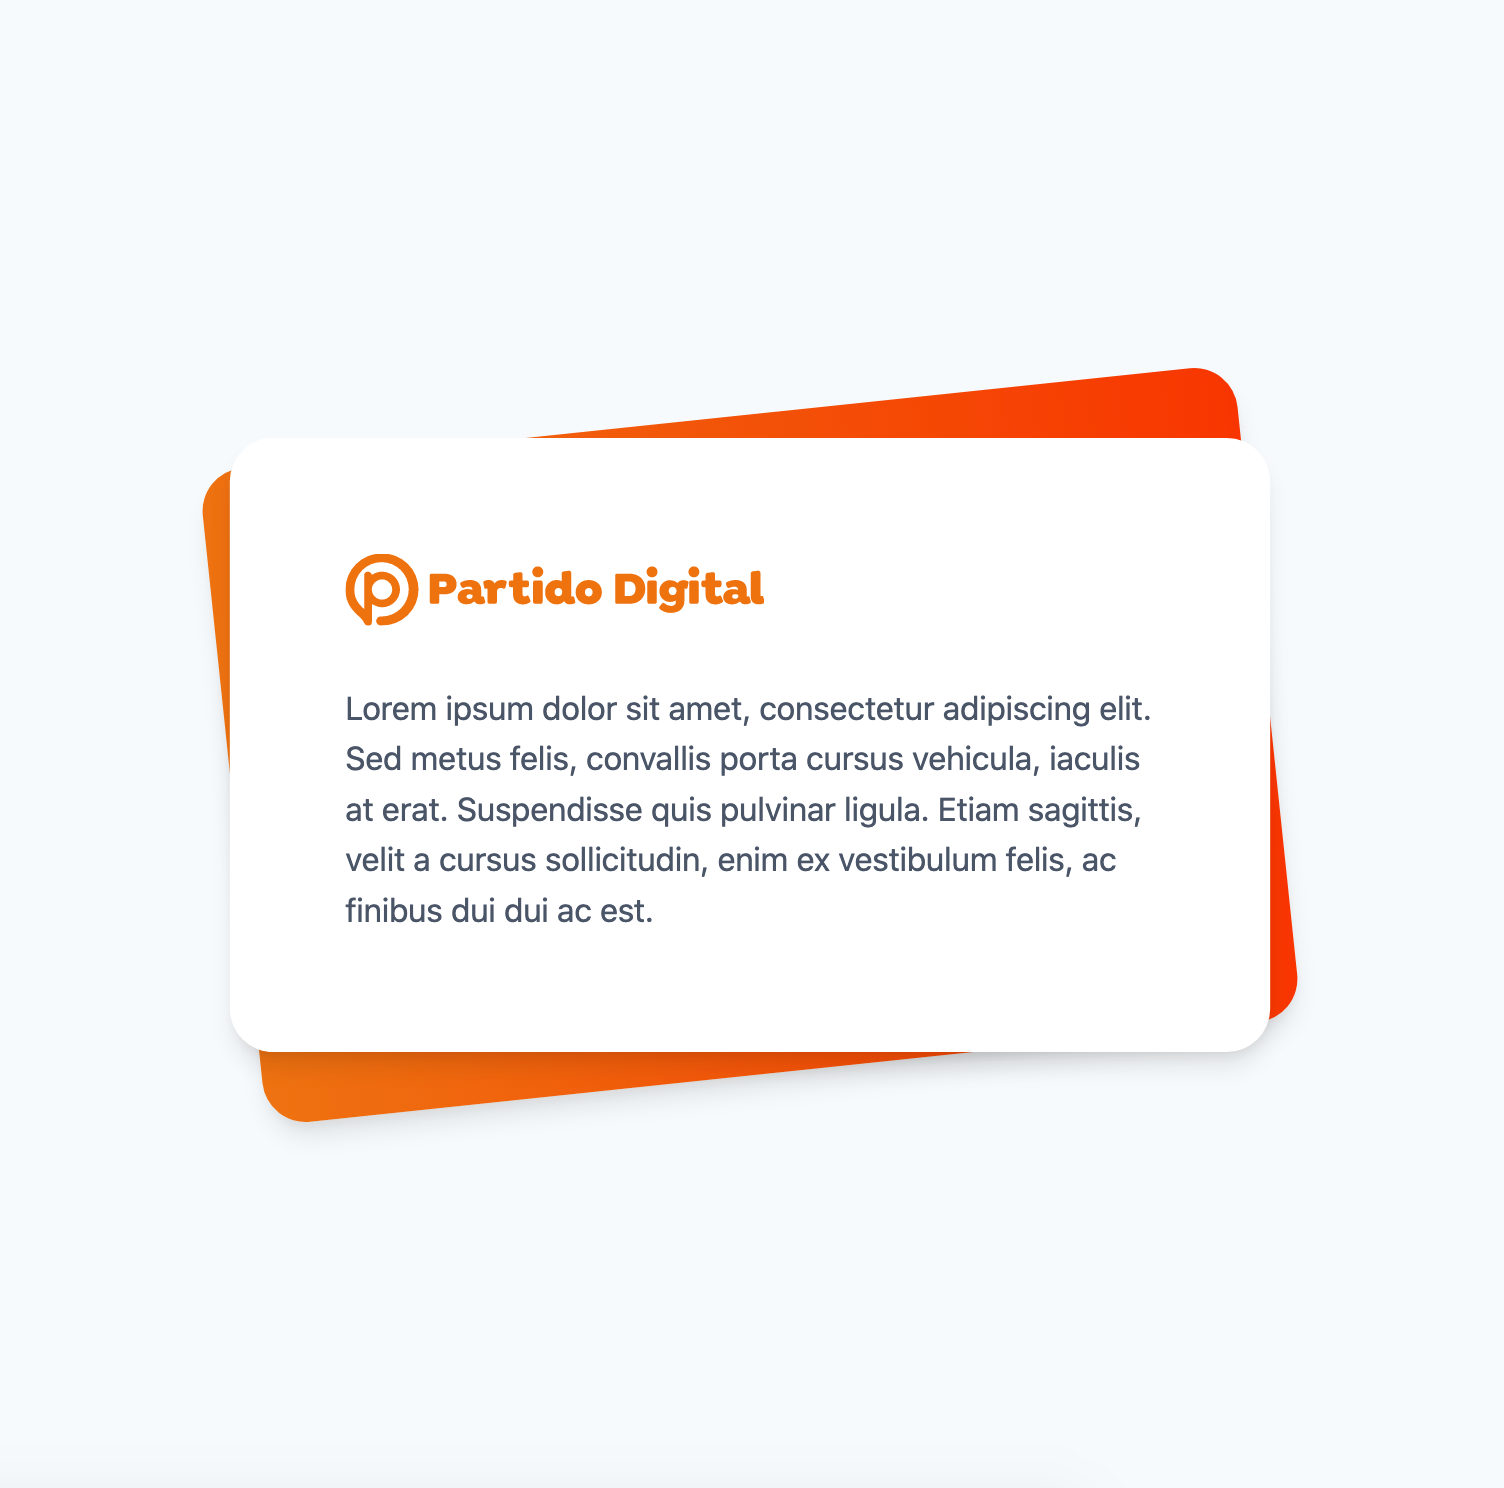 Partido Digital
Lorem ipsum dolor sit amet, consectetur adipiscing elit.
Sed metus felis, convallis porta cursus vehicula, iaculis
at erat. Suspendisse quis pulvinar ligula. Etiam sagittis,
velit a cursus sollicitudin, enim ex vestibulum felis, ac
finibus dui dui ac est.